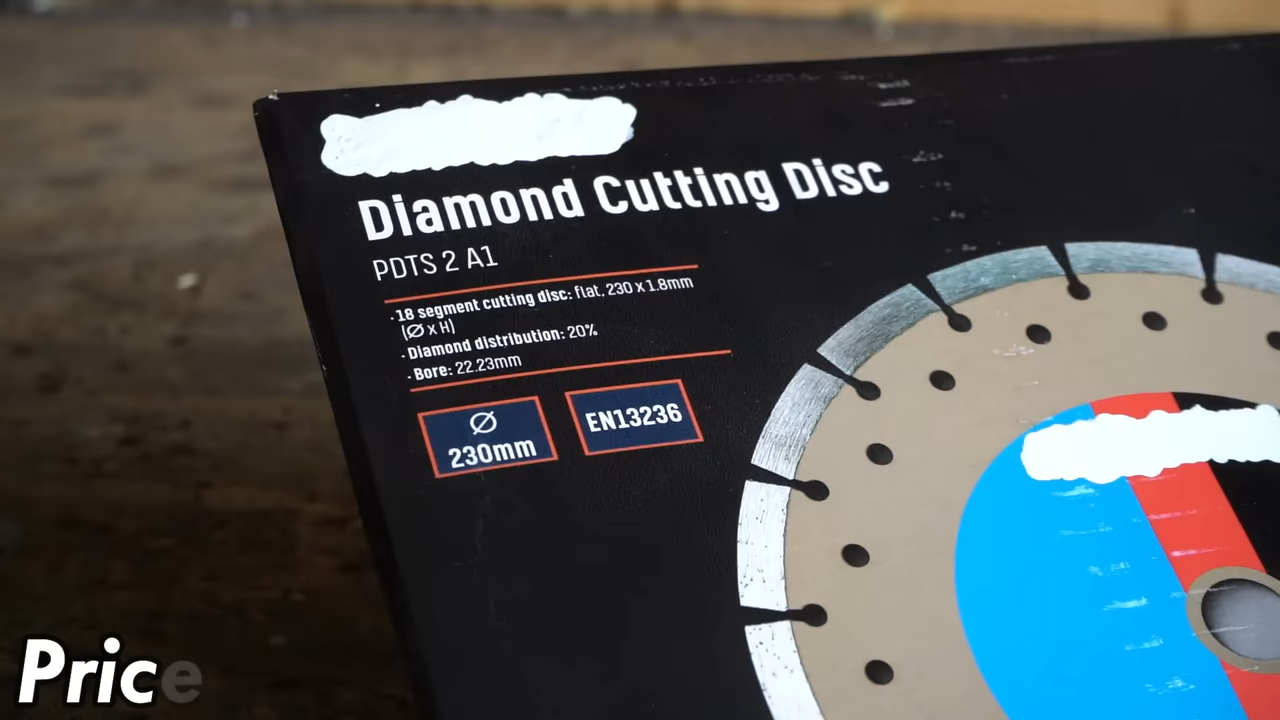 Diamond Cutting Disc
PDTS 2 A1
· 18 segment cutting disc: flat, 230 x 1.8mm
(Ø x H)
· Diamond distribution: 20%
· Bore: 22.23mm
Ø
230mm
EN13236
Price